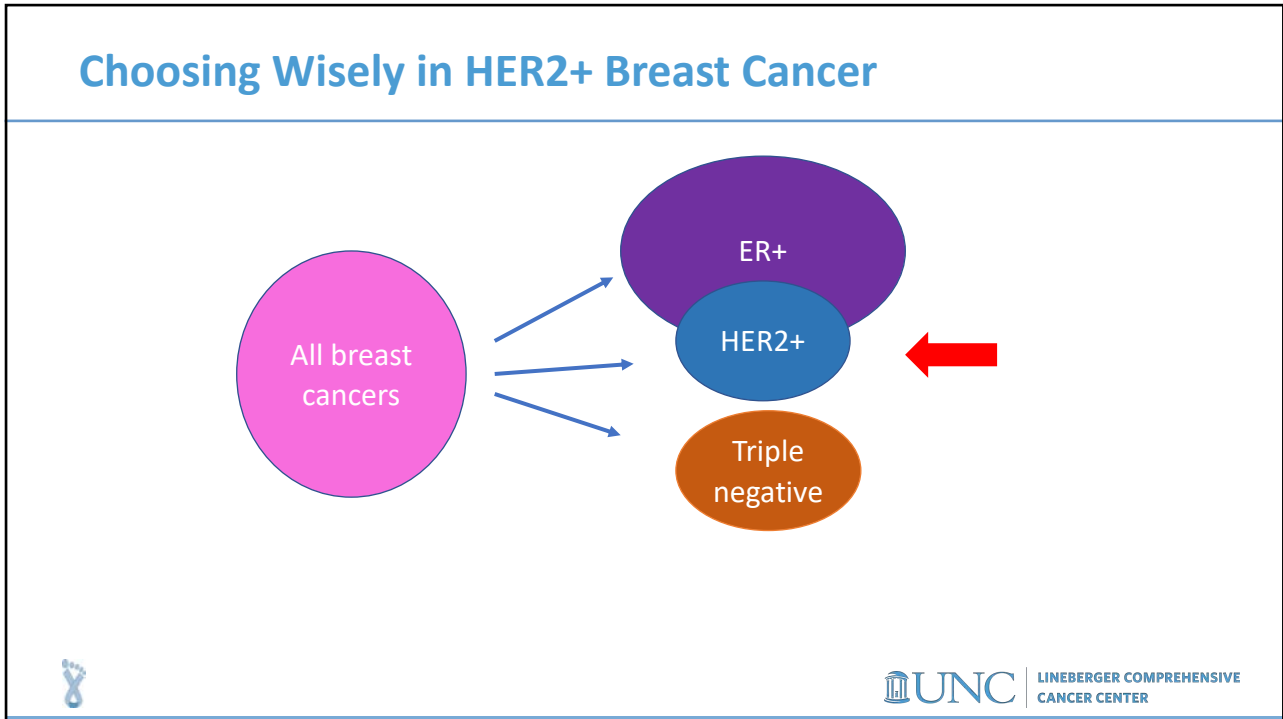 Choosing Wisely in HER2+ Breast Cancer
All breast
cancers
ER+
HER2+
Triple
negative
UNC
LINEBERGER COMPREHENSIVE
CANCER CENTER